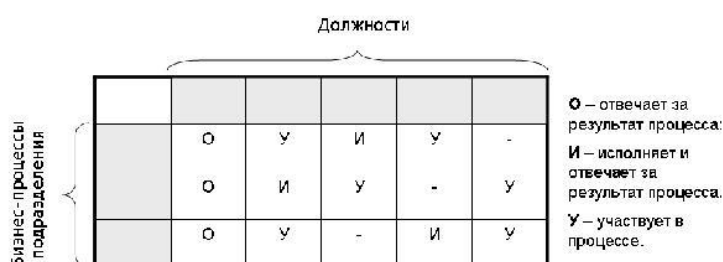 Должности
бизнес-процессы
подразделения
О У И У -
О И У - У
О У - И У
О – отвечает за
результат процесса;
И – исполняет и
отвечает за
результат процесса.
У – участвует в
процессе.